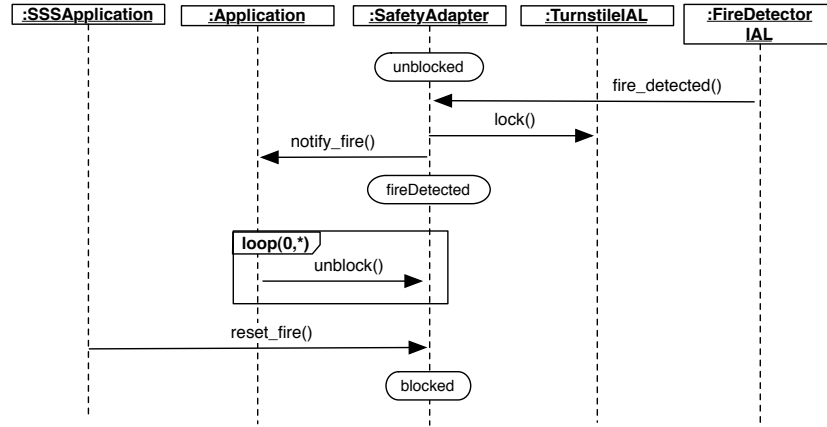 :SSSApplication
:Application
:SafetyAdapter
:TurnstileIAL
:FireDetector
IAL
unblocked
fire_detected()
lock()
notify_fire()
fireDetected
loop(0,*)
unblock()
reset_fire()
blocked